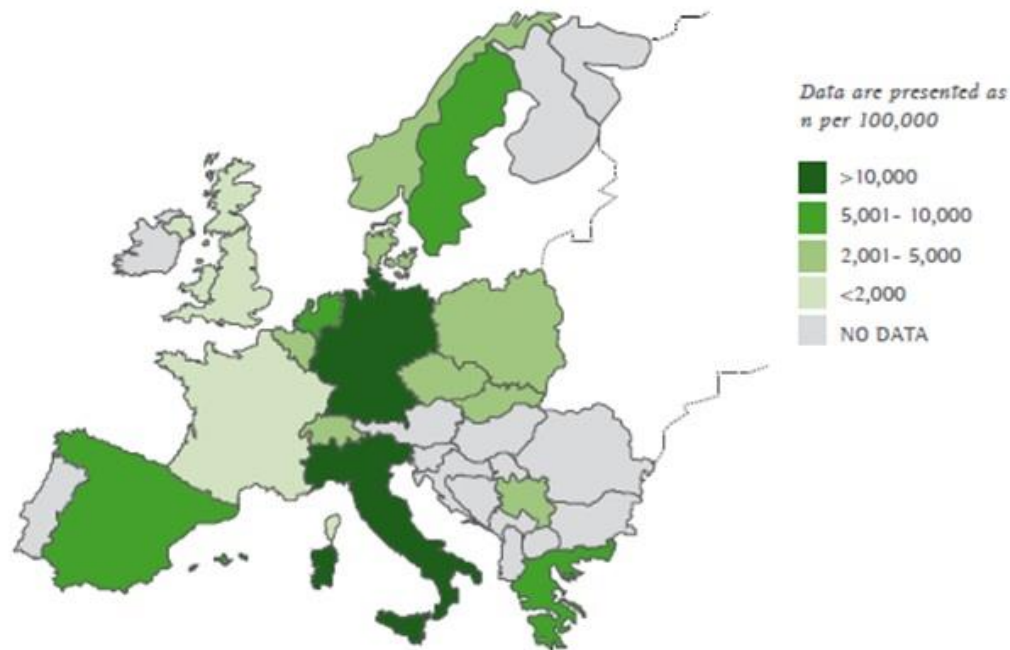 Data are presented as
n per 100,000
>10,000
5,001- 10,000
2,001- 5,000
<2,000
NO DATA